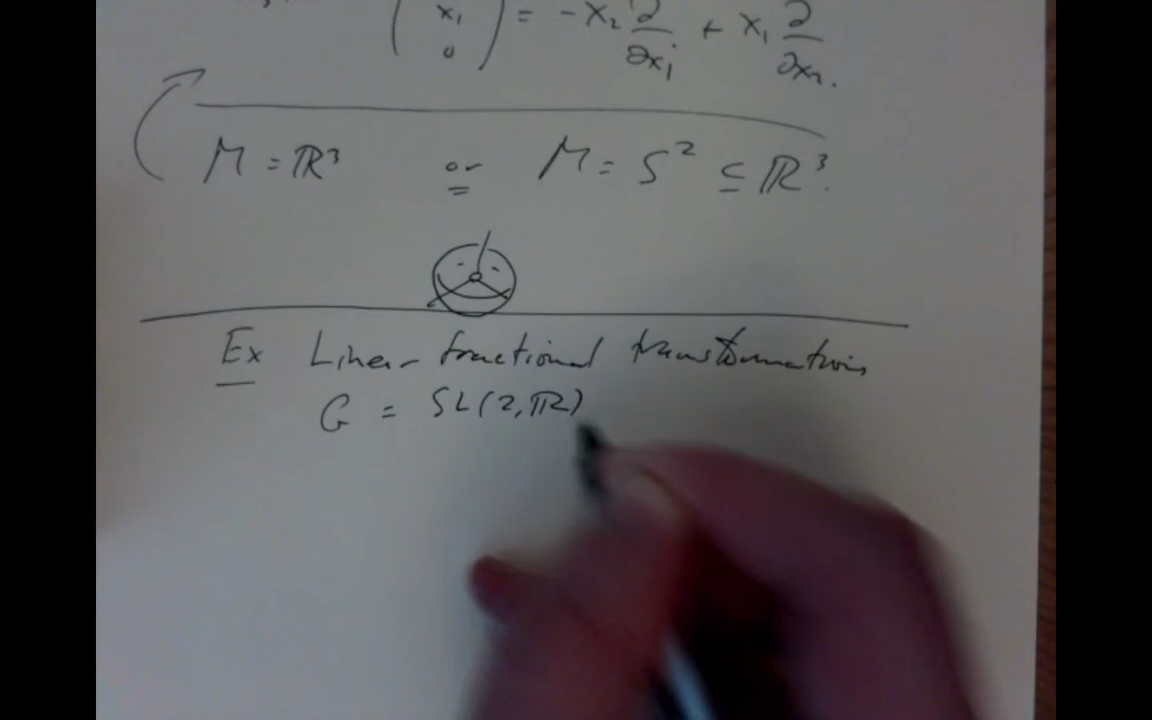 ( x₁ 0 ) = -x₂ ∂/∂x₁ + x₁ ∂/∂x₂.
M = ℝ³ or M = S² ⊆ ℝ³.
Ex Linear fractional transformations
G = SL(2,ℝ)